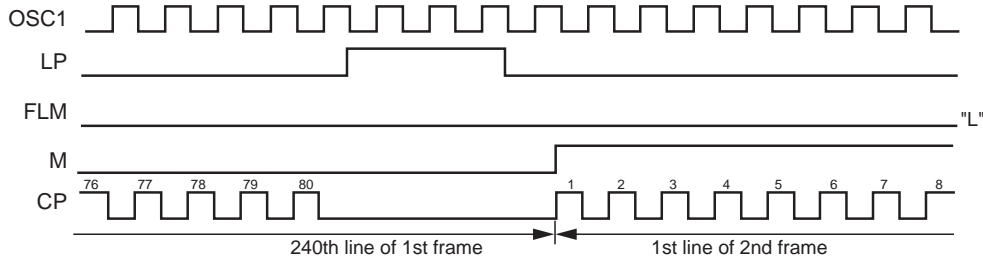 OSC1
LP
FLM
"L"
M
76 77 78 79 80 1 2 3 4 5 6 7 8
CP
240th line of 1st frame
1st line of 2nd frame